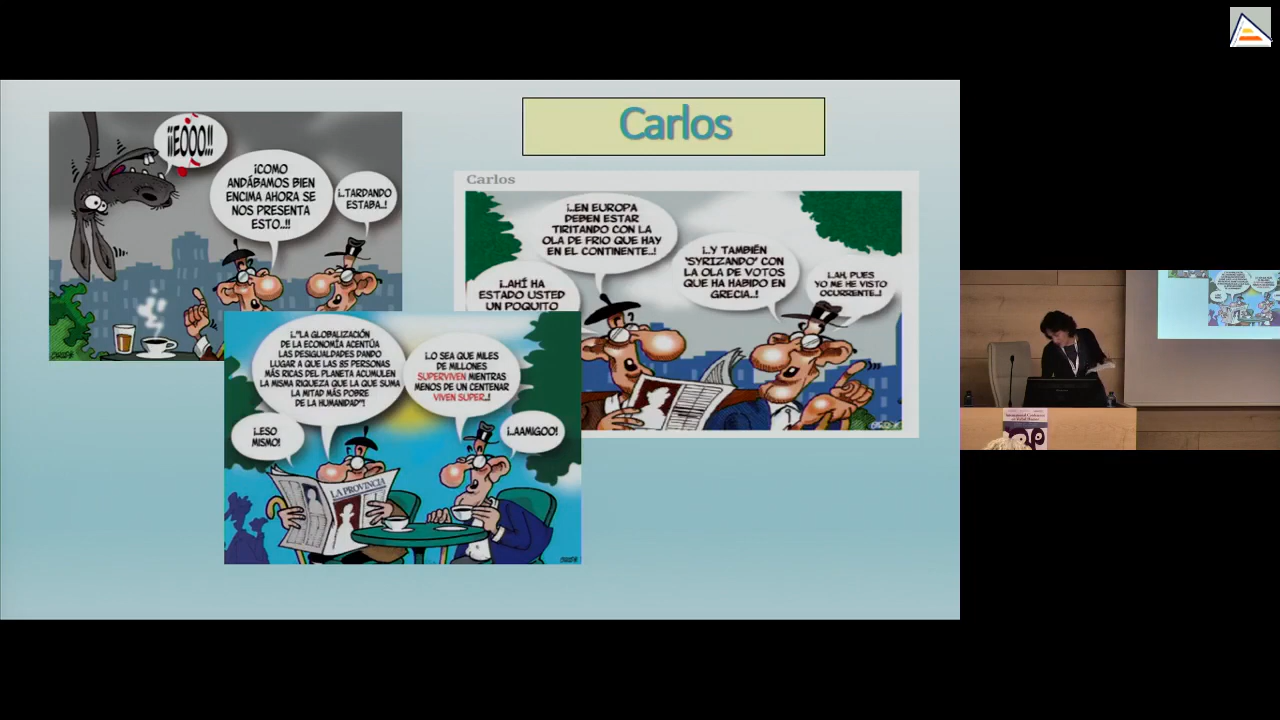 Carlos
¡¡EOOO!!
¡COMO
ANDÁBAMOS BIEN
ENCIMA AHORA SE
NOS PRESENTA
ESTO..!!
¡..TARDANDO
ESTABA..!
Carlos
¡..EN EUROPA
DEBEN ESTAR
TIRITANDO CON LA
OLA DE FRIO QUE HAY
EN EL CONTINENTE..!
¡..Y TAMBIÉN
'SYRIZANDO' CON
LA OLA DE VOTOS
QUE HA HABIDO EN
GRECIA..!
¡..AHÍ HA
ESTADO USTED
UN POQUITO
¡..AH, PUES
YO ME HE VISTO
OCURRENTE..!
¡.."LA GLOBALIZACIÓN
DE LA ECONOMÍA ACENTÚA
LAS DESIGUALDADES DANDO
LUGAR A QUE LAS 85 PERSONAS
MÁS RICAS DEL PLANETA ACUMULEN
LA MISMA RIQUEZA QUE LA QUE SUMA
LA MITAD MÁS POBRE
DE LA HUMANIDAD"!
¡.O SEA QUE MILES
DE MILLONES
SUPERVIVEN MIENTRAS
MENOS DE UN CENTENAR
VIVEN SUPER..!
¡..ESO
MISMO!
¡..AAMIGOO!
LA PROVINCIA